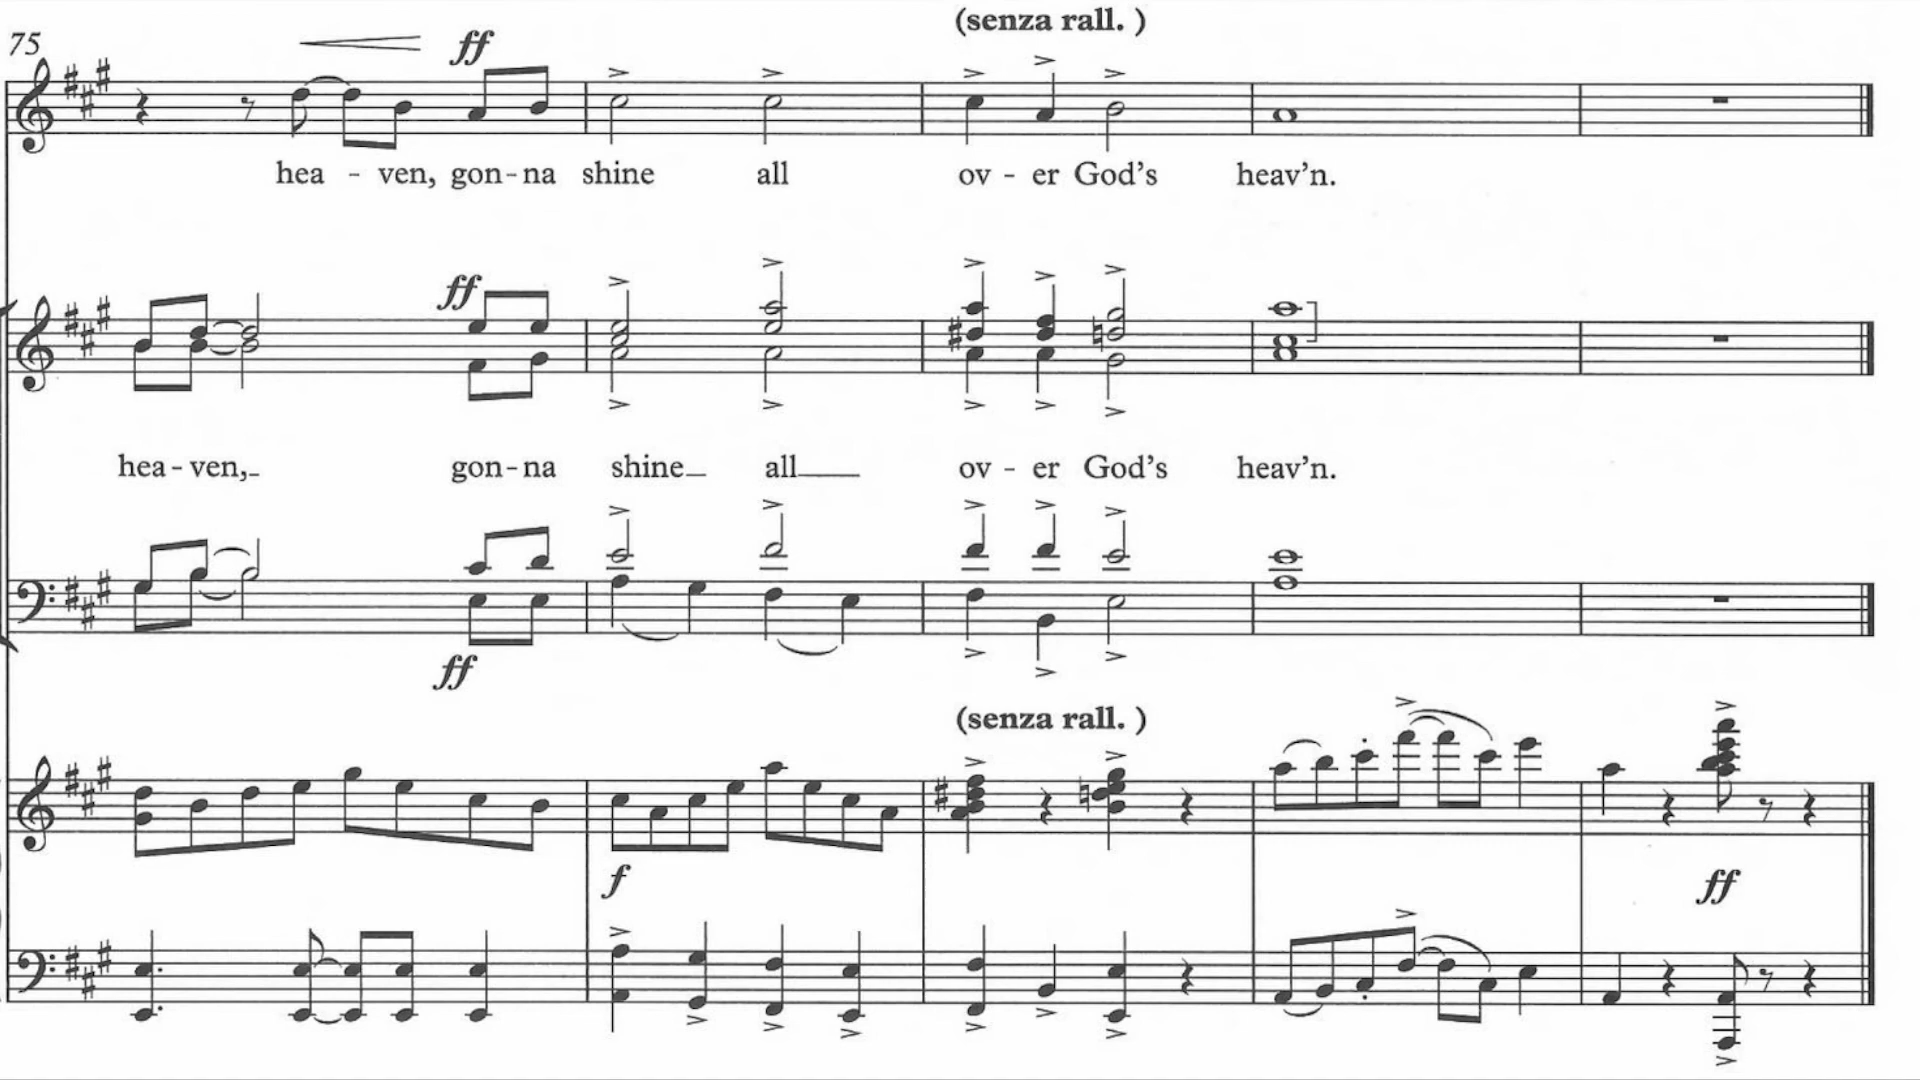 (senza rall. )
75
ff
hea - ven, gon - na shine all ov - er God's heav'n.
ff
hea - ven, gon - na shine all ov - er God's heav'n.
ff
(senza rall. )
f
ff